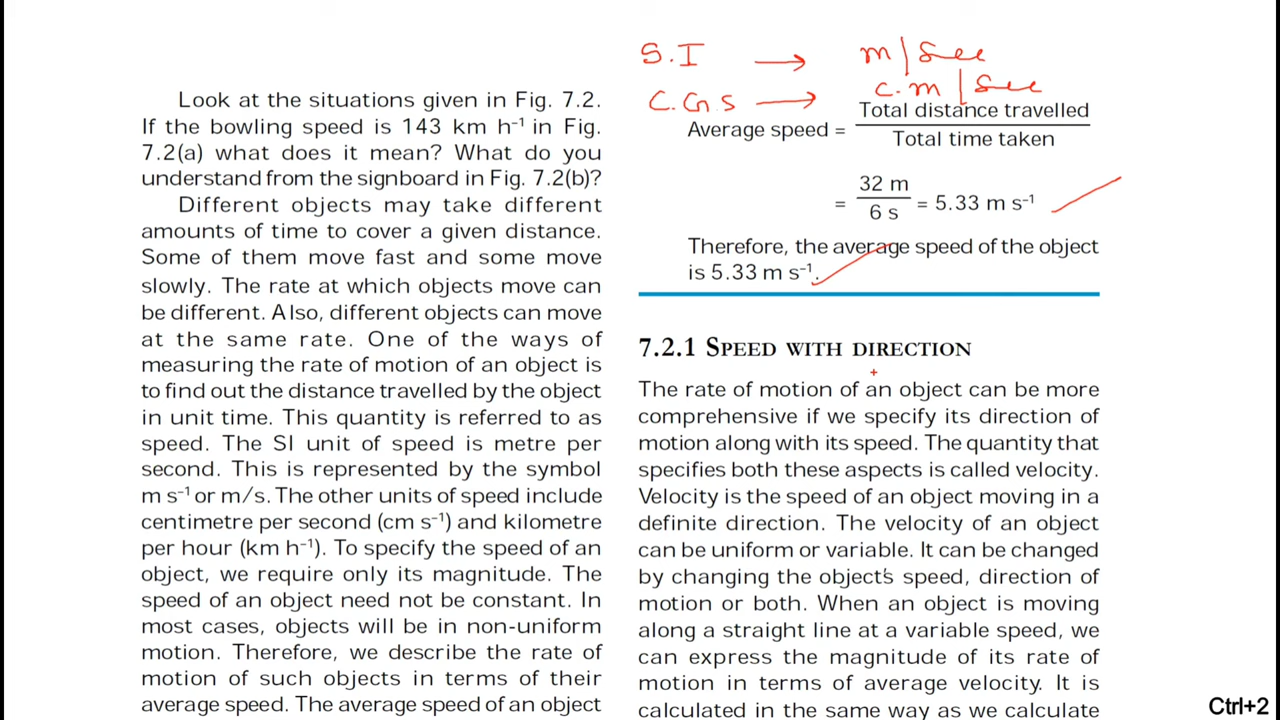 Look at the situations given in Fig. 7.2.
If the bowling speed is 143 km h⁻¹ in Fig.
7.2(a) what does it mean? What do you
understand from the signboard in Fig. 7.2(b)?
Different objects may take different
amounts of time to cover a given distance.
Some of them move fast and some move
slowly. The rate at which objects move can
be different. Also, different objects can move
at the same rate. One of the ways of
measuring the rate of motion of an object is
to find out the distance travelled by the object
in unit time. This quantity is referred to as
speed. The SI unit of speed is metre per
second. This is represented by the symbol
m s⁻¹ or m/s. The other units of speed include
centimetre per second (cm s⁻¹) and kilometre
per hour (km h⁻¹). To specify the speed of an
object, we require only its magnitude. The
speed of an object need not be constant. In
most cases, objects will be in non-uniform
motion. Therefore, we describe the rate of
motion of such objects in terms of their
average speed. The average speed of an object
S.I → m/Sec
C.G.S → c.m/Sec
Average speed = Total distance travelled
Total time taken
= 32 m
6 s
= 5.33 m s⁻¹
Therefore, the average speed of the object
is 5.33 m s⁻¹.
7.2.1 SPEED WITH DIRECTION
The rate of motion of an object can be more
comprehensive if we specify its direction of
motion along with its speed. The quantity that
specifies both these aspects is called velocity.
Velocity is the speed of an object moving in a
definite direction. The velocity of an object
can be uniform or variable. It can be changed
by changing the object's speed, direction of
motion or both. When an object is moving
along a straight line at a variable speed, we
can express the magnitude of its rate of
motion in terms of average velocity. It is
calculated in the same way as we calculate
Ctrl+2